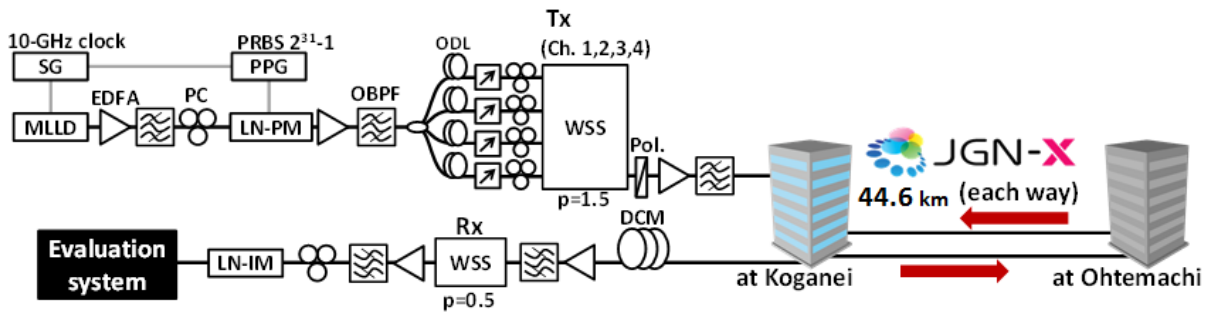 Tx
10-GHz clock
PRBS 2³¹-1
ODL
(Ch. 1,2,3,4)
SG
PPG
EDFA
PC
OBPF
MLLD
LN-PM
WSS
Pol.
p=1.5
JGN-X
44.6 km (each way)
Evaluation
system
LN-IM
Rx
WSS
p=0.5
DCM
at Koganei
at Ohtemachi